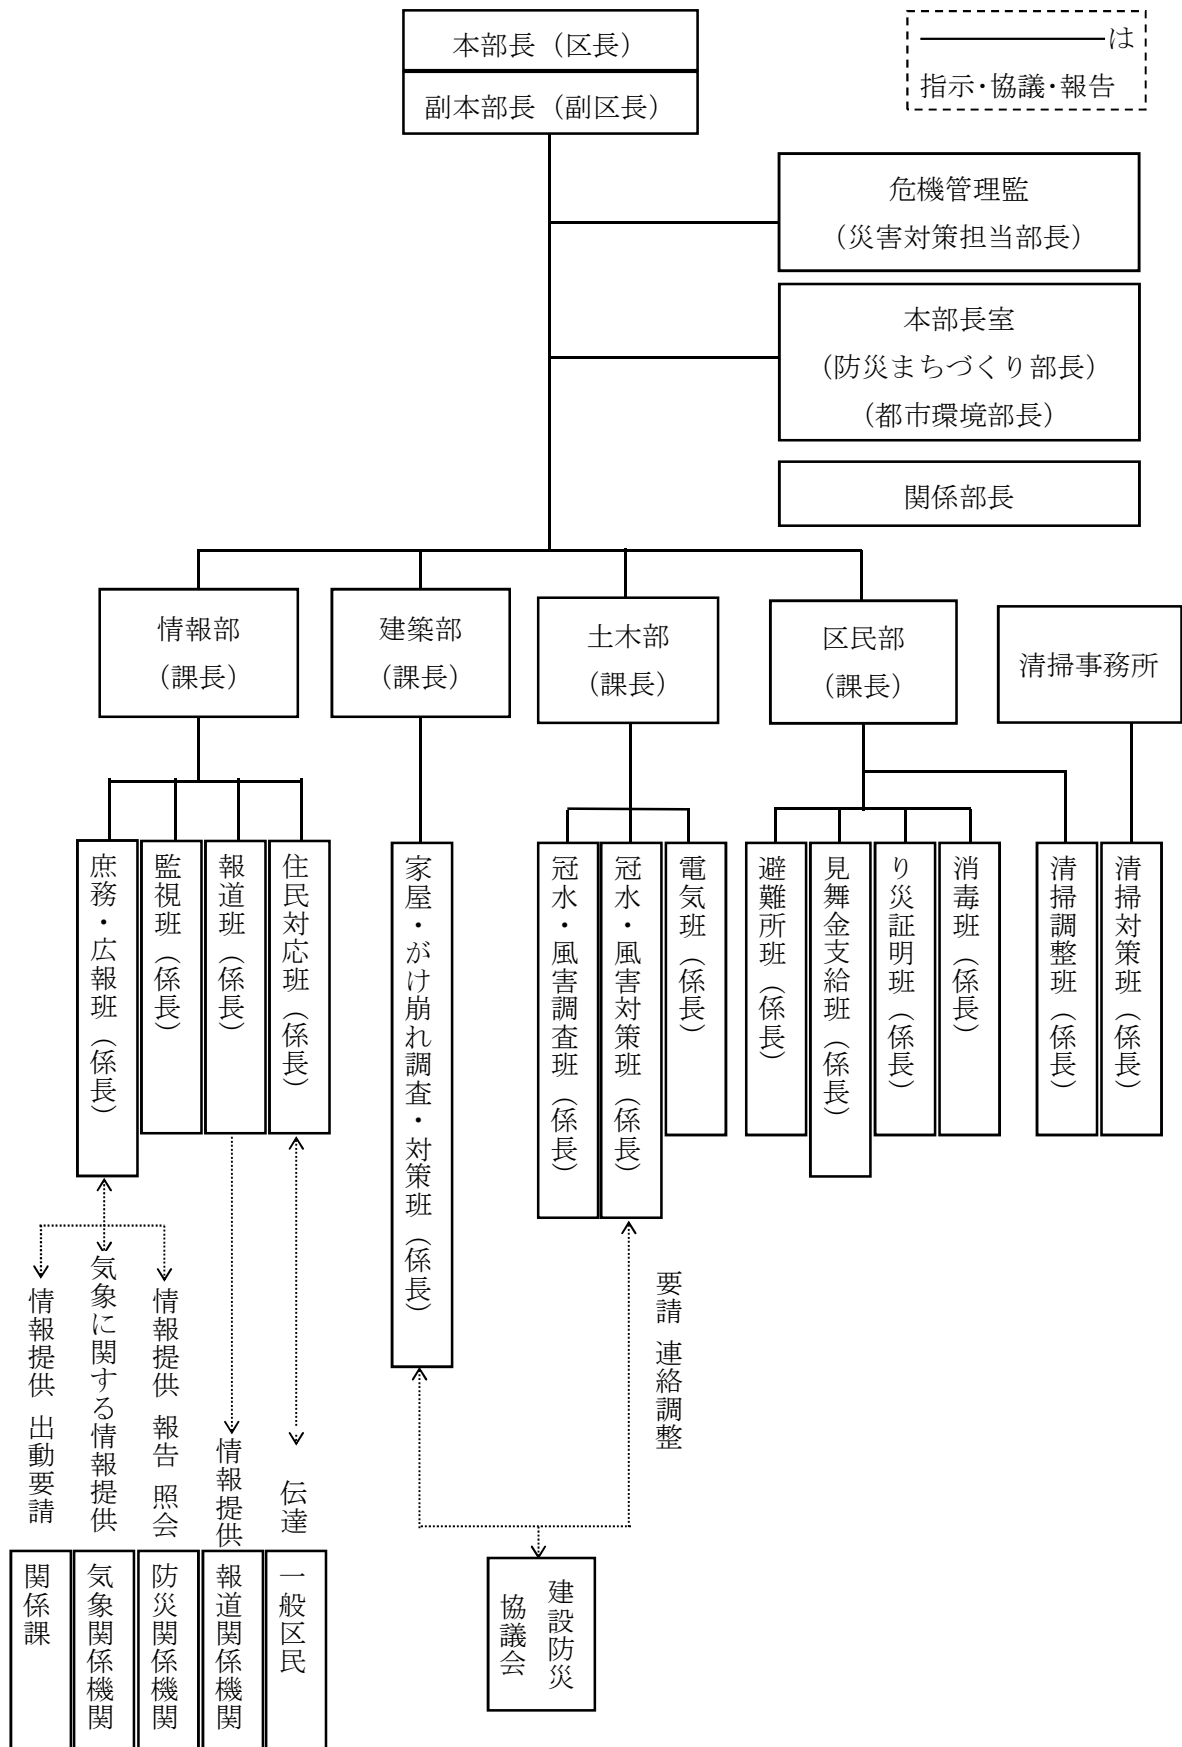 本部長（区長）
副本部長（副区長）
は
指示･協議･報告
危機管理監
（災害対策担当部長）
本部長室
（防災まちづくり部長）
（都市環境部長）
関係部長
情報部
（課長）
建築部
（課長）
土木部
（課長）
区民部
（課長）
清掃事務所
庶務・広報班（係長）
監視班（係長）
報道班（係長）
住民対応班（係長）
家屋・がけ崩れ調査・対策班（係長）
冠水・風害調査班（係長）
冠水・風害対策班（係長）
電気班（係長）
避難所班（係長）
見舞金支給班（係長）
り災証明班（係長）
消毒班（係長）
清掃調整班（係長）
清掃対策班（係長）
情報提供 出動要請
気象に関する情報提供
情報提供 報告 照会
情報提供
伝達
要請 連絡調整
関係課
気象関係機関
防災関係機関
報道関係機関
一般区民
建設防災
協議会